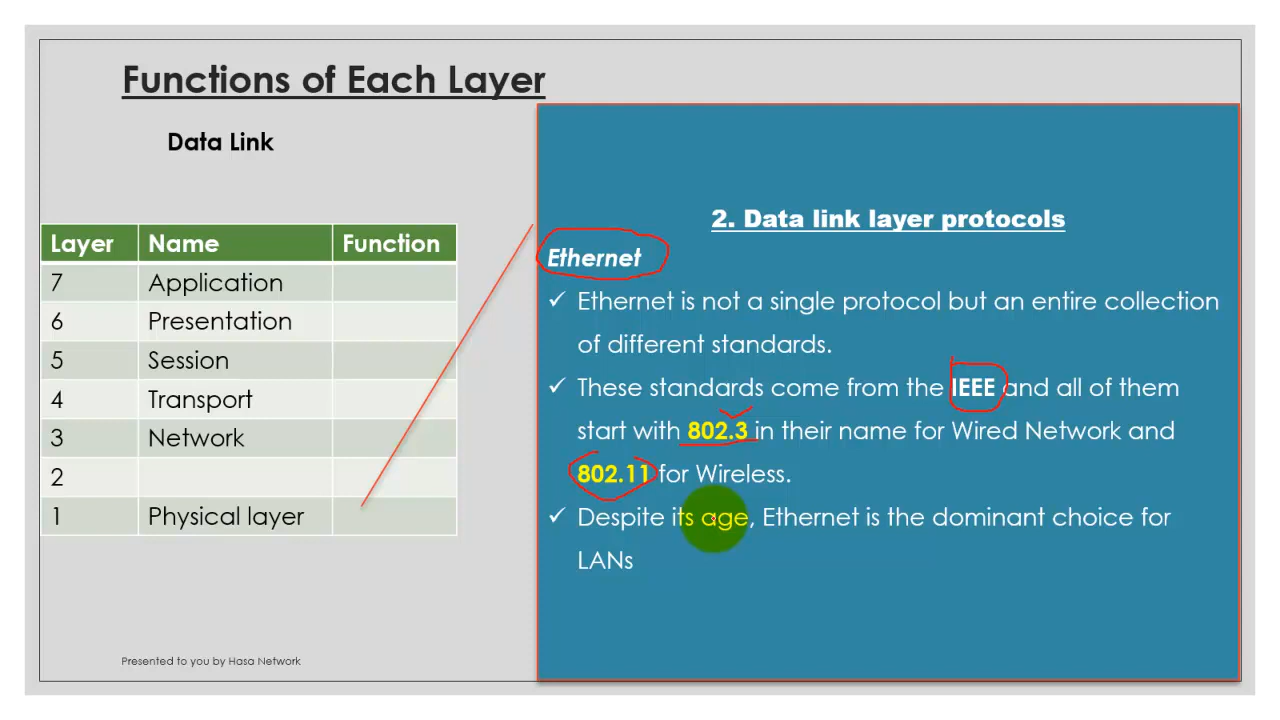 Functions of Each Layer
Data Link
Layer Name Function
7 Application
6 Presentation
5 Session
4 Transport
3 Network
2
1 Physical layer
2. Data link layer protocols
Ethernet
✓ Ethernet is not a single protocol but an entire collection
of different standards.
✓ These standards come from the IEEE and all of them
start with 802.3 in their name for Wired Network and
802.11 for Wireless.
✓ Despite its age, Ethernet is the dominant choice for
LANs
Presented to you by Hasa Network